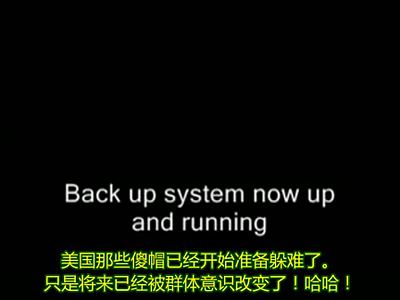 Back up system now up
and running
美国那些傻帽已经开始准备躲难了。
只是将来已经被群体意识改变了！哈哈！